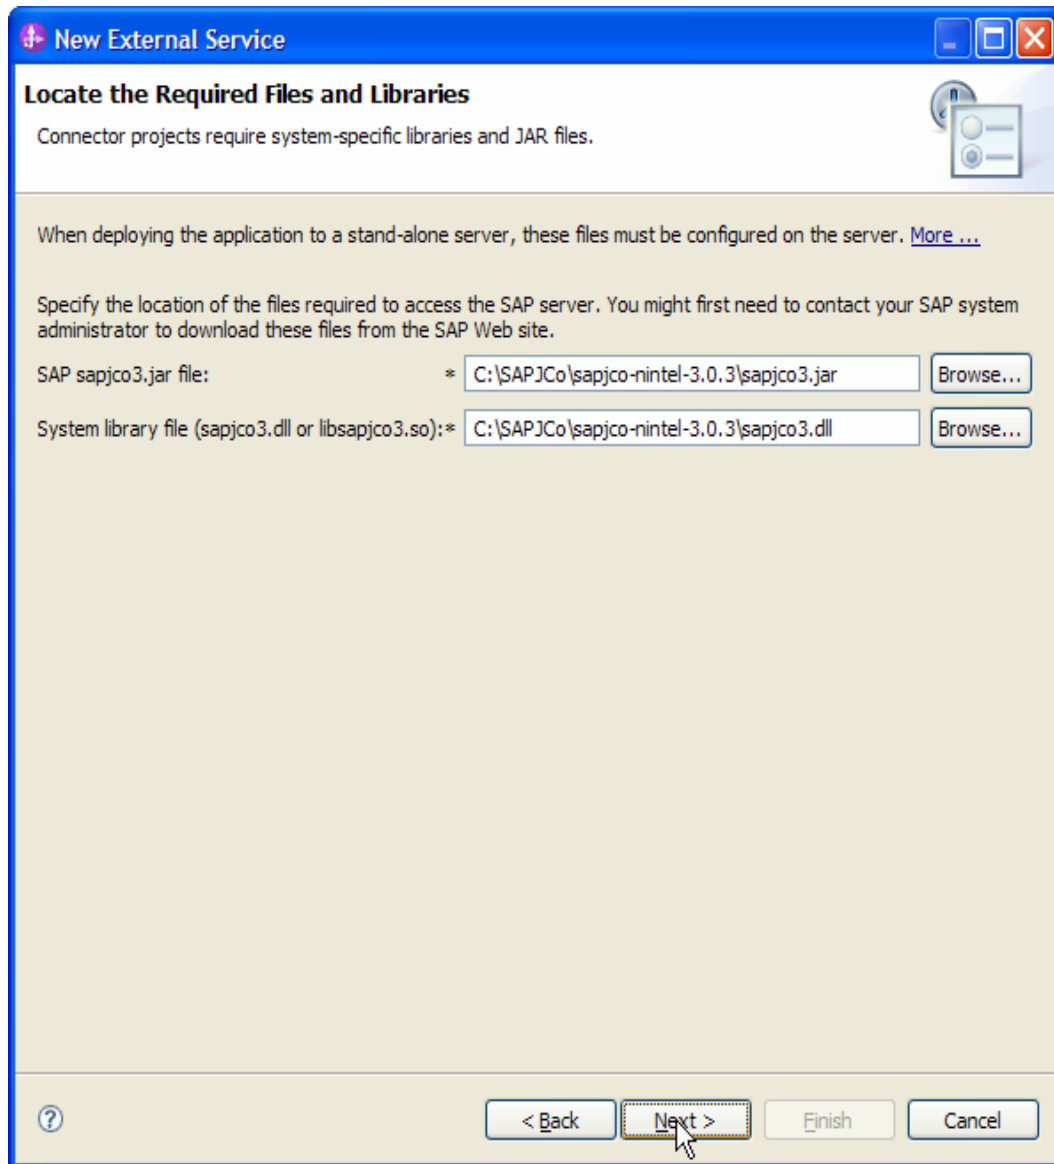 New External Service
Locate the Required Files and Libraries
Connector projects require system-specific libraries and JAR files.
When deploying the application to a stand-alone server, these files must be configured on the server. More ...
Specify the location of the files required to access the SAP server. You might first need to contact your SAP system
administrator to download these files from the SAP Web site.
SAP sapjco3.jar file: * C:\SAPJCo\sapjco-nintel-3.0.3\sapjco3.jar Browse...
System library file (sapjco3.dll or libsapjco3.so):* C:\SAPJCo\sapjco-nintel-3.0.3\sapjco3.dll Browse...
? < Back Next > Finish Cancel